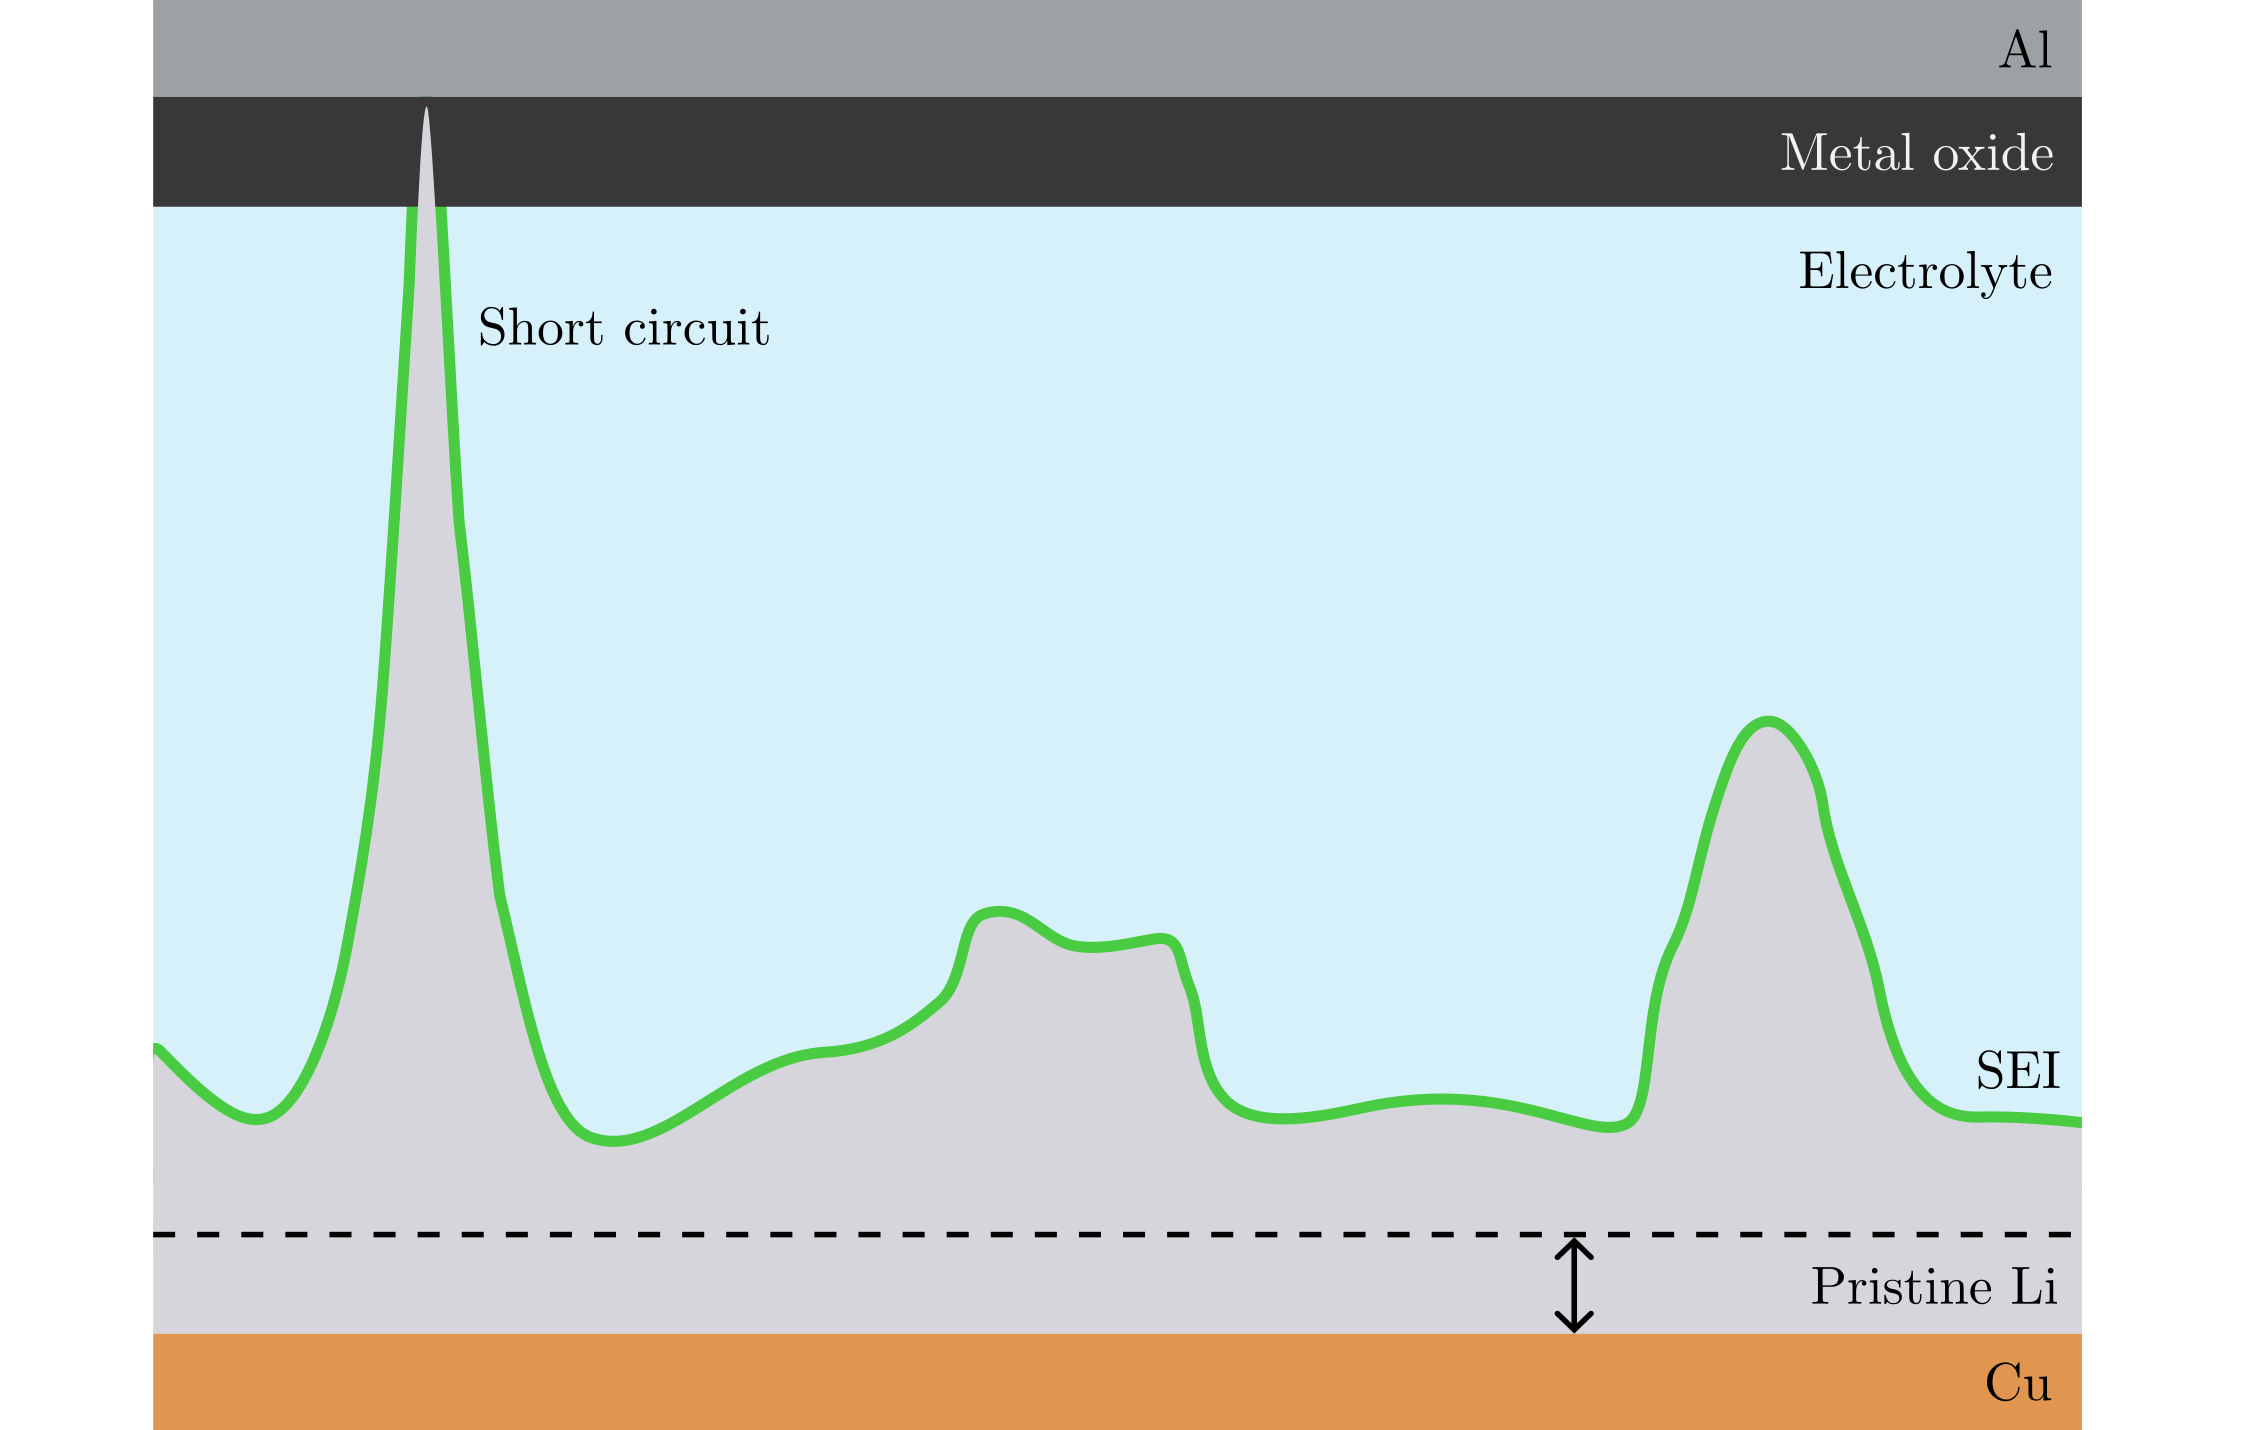 Al
Metal oxide
Electrolyte
Short circuit
SEI
Pristine Li
Cu